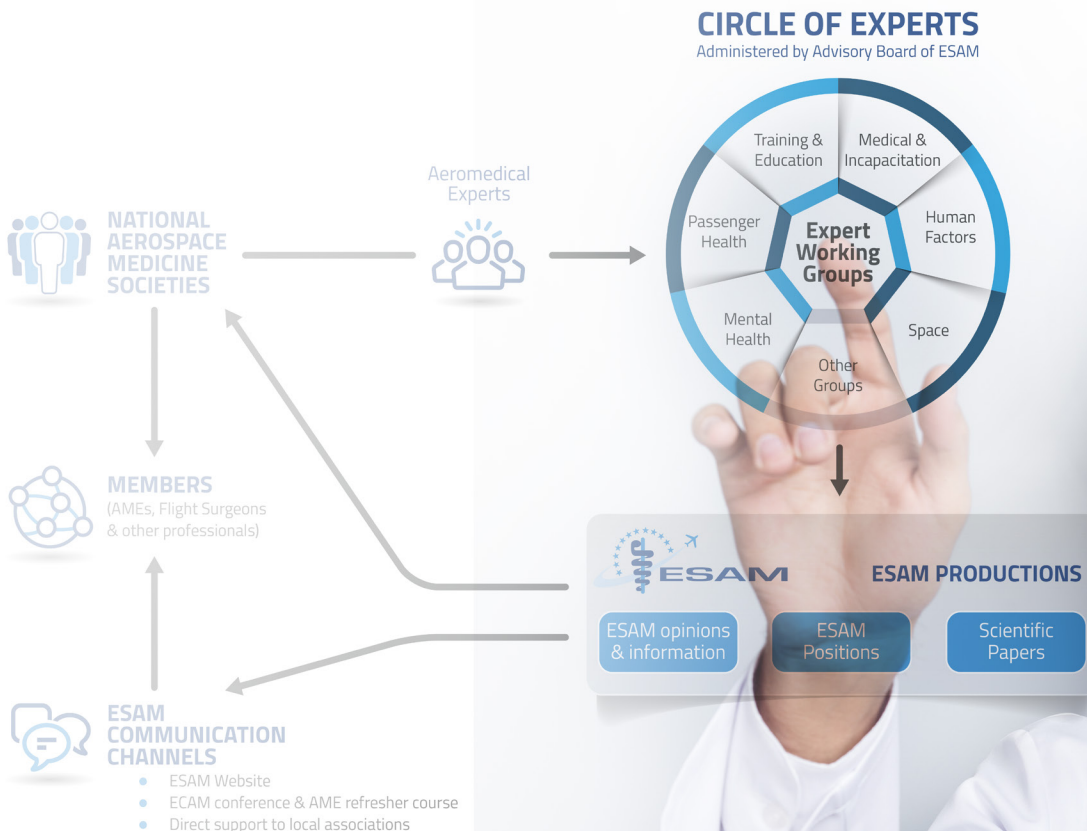 CIRCLE OF EXPERTS
Administered by Advisory Board of ESAM
Training &
Education
Medical &
Incapacitation
Passenger
Health
Human
Factors
Expert
Working
Groups
Mental
Health
Space
Other
Groups
Aeromedical
Experts
NATIONAL
AEROSPACE
MEDICINE
SOCIETIES
MEMBERS
(AMEs, Flight Surgeons
& other professionals)
ESAM
ESAM PRODUCTIONS
ESAM opinions
& information
ESAM
Positions
Scientific
Papers
ESAM
COMMUNICATION
CHANNELS
ESAM Website
ECAM conference & AME refresher course
Direct support to local associations